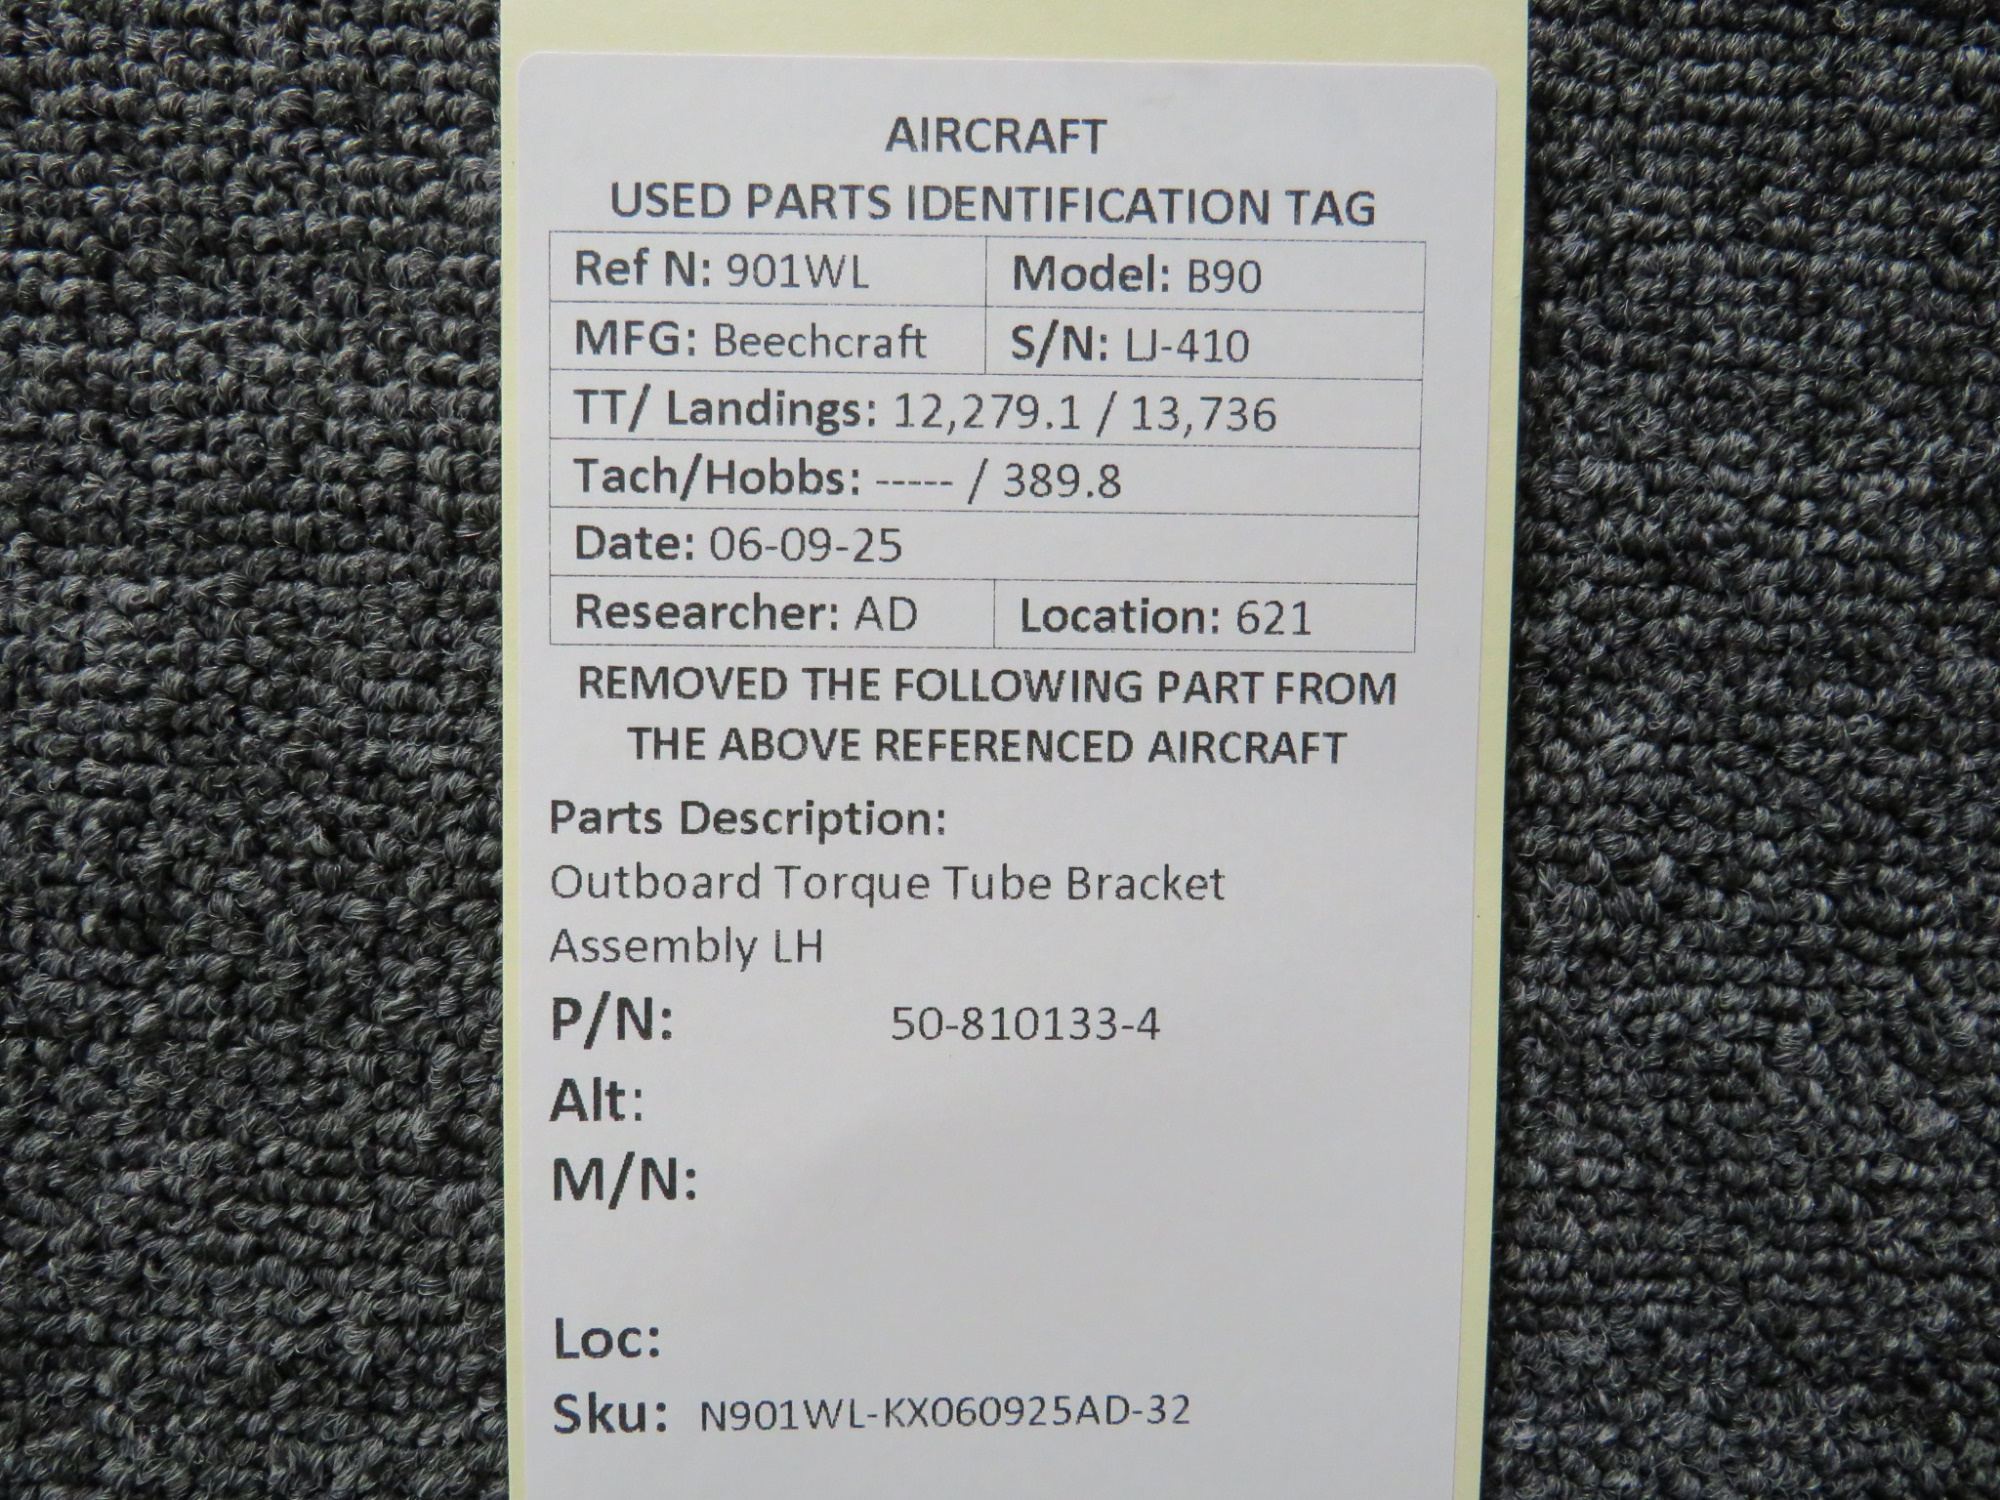 AIRCRAFT
USED PARTS IDENTIFICATION TAG
Ref N: 901WL Model: B90
MFG: Beechcraft S/N: LJ-410
TT/ Landings: 12,279.1 / 13,736
Tach/Hobbs: ----- / 389.8
Date: 06-09-25
Researcher: AD Location: 621
REMOVED THE FOLLOWING PART FROM
THE ABOVE REFERENCED AIRCRAFT
Parts Description:
Outboard Torque Tube Bracket
Assembly LH
P/N: 50-810133-4
Alt:
M/N:
Loc:
Sku: N901WL-KX060925AD-32